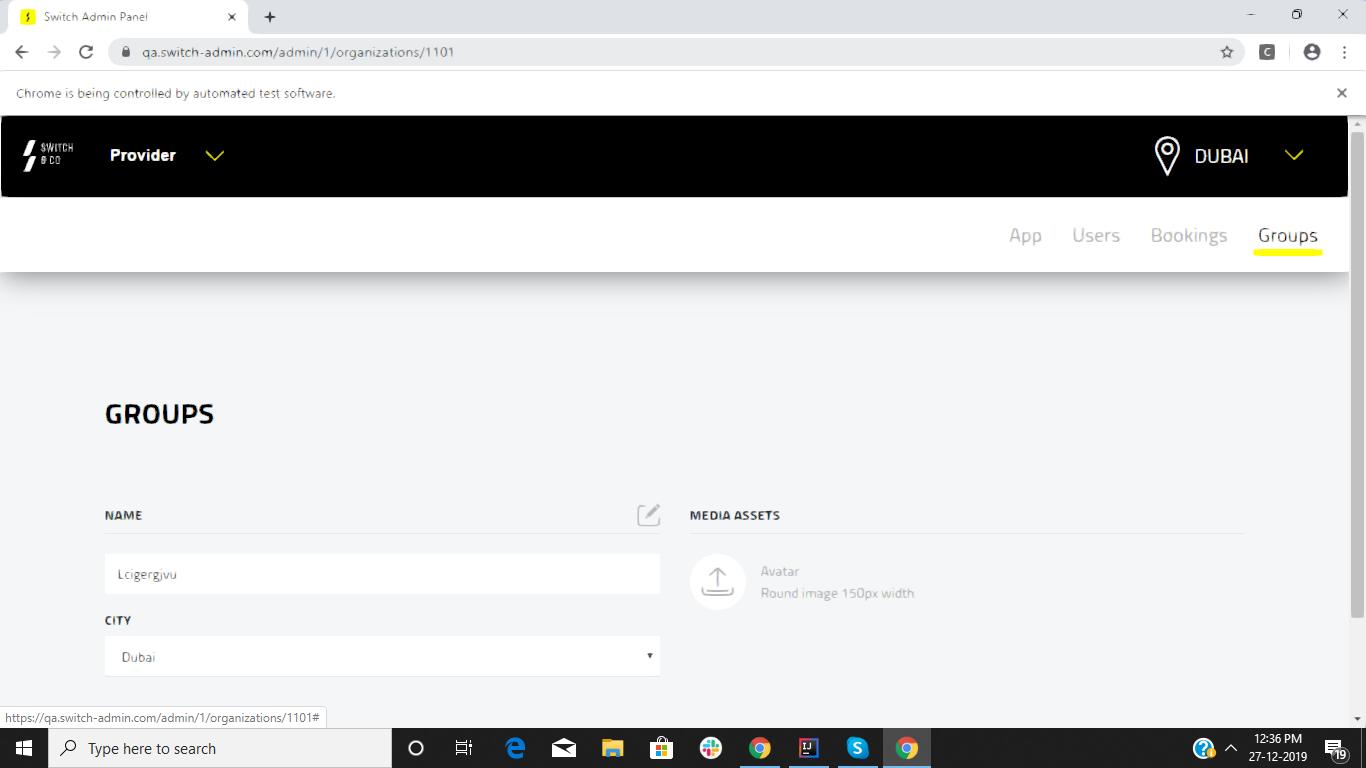 Switch Admin Panel
qa.switch-admin.com/admin/1/organizations/1101
C
Chrome is being controlled by automated test software.
SWITCH
& CO
Provider
DUBAI
App Users Bookings Groups
GROUPS
NAME
MEDIA ASSETS
Lcigergjvu
Avatar
Round image 150px width
CITY
Dubai
https://qa.switch-admin.com/admin/1/organizations/1101#
Type here to search
IJ
S
12:36 PM
27-12-2019
19